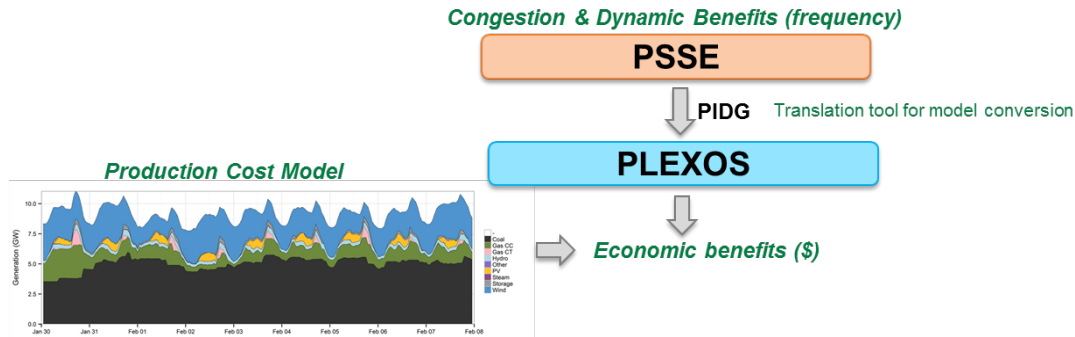 Congestion & Dynamic Benefits (frequency)
PSSE
PIDG
Translation tool for model conversion
PLEXOS
Production Cost Model
Economic benefits ($)
Generation (GW)
10.0
7.5
5.0
2.5
0.0
Jan 30 Jan 31 Feb 01 Feb 02 Feb 03 Feb 04 Feb 05 Feb 06 Feb 07 Feb 08
Coal
Gas CC
Gas CT
Hydro
Other
PV
Steam
Storage
Wind